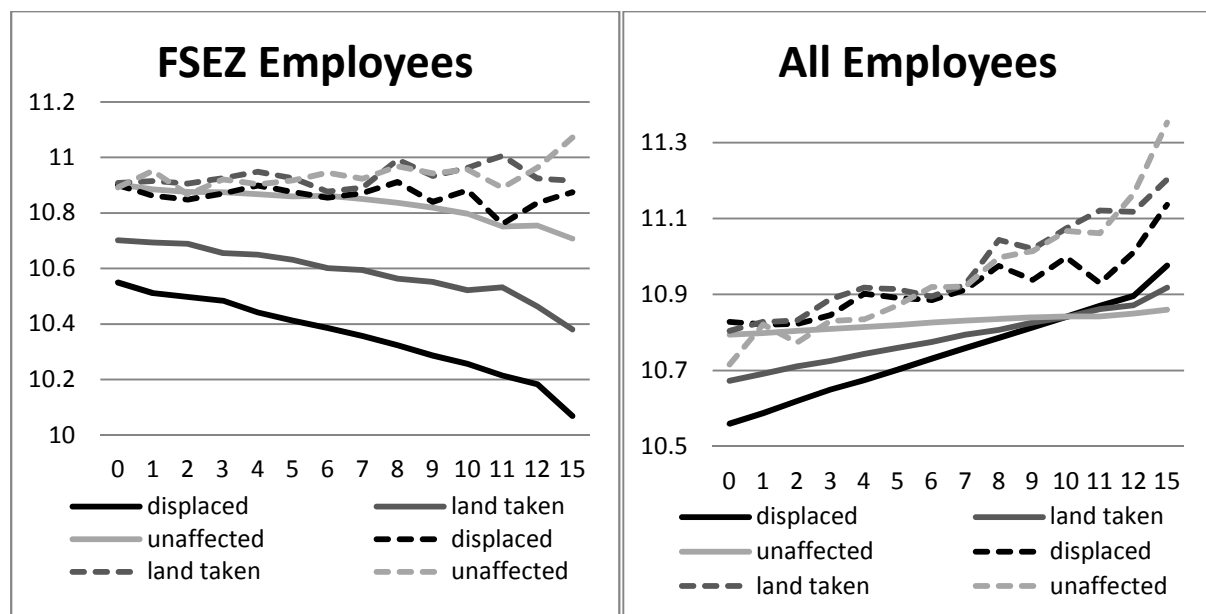 FSEZ Employees
11.2
11
10.8
10.6
10.4
10.2
10
0 1 2 3 4 5 6 7 8 9 10 11 12 15
displaced land taken
unaffected displaced
land taken unaffected
All Employees
11.3
11.1
10.9
10.7
10.5
0 1 2 3 4 5 6 7 8 9 10 11 12 15
displaced land taken
unaffected displaced
land taken unaffected